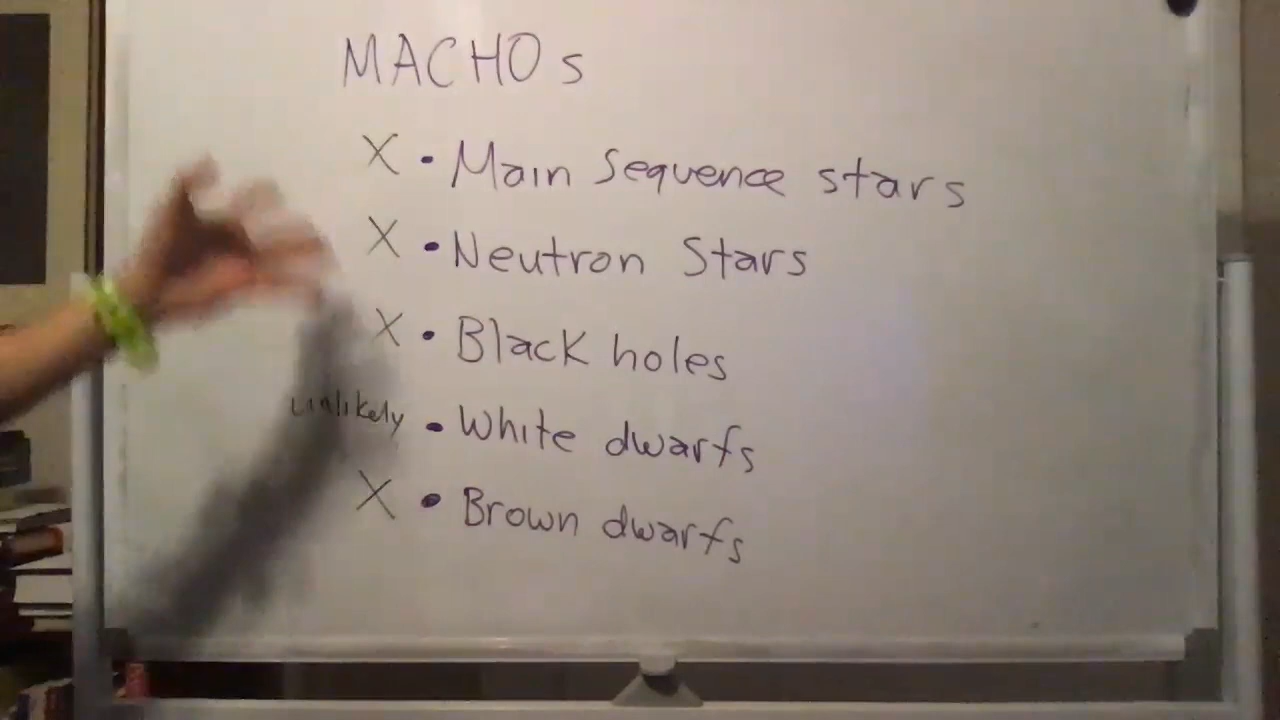 MACHOs
X • Main Sequence stars
X • Neutron Stars
X • Black holes
unlikely • White dwarfs
X • Brown dwarfs